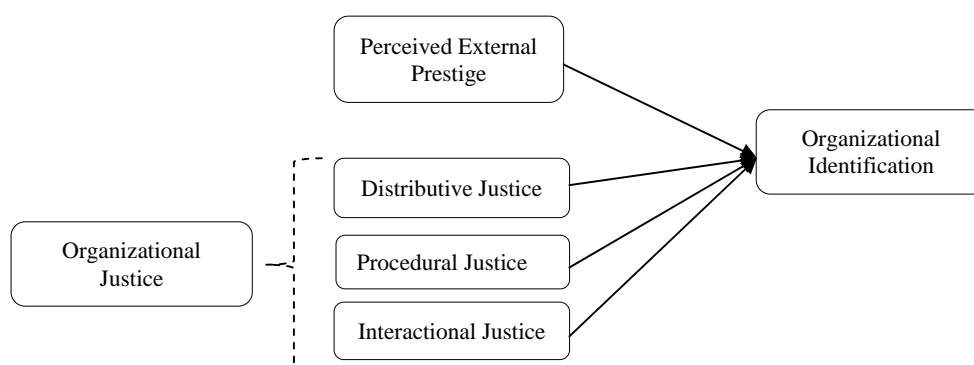 Perceived External
Prestige
Organizational
Identification
Distributive Justice
Organizational
Justice
Procedural Justice
Interactional Justice